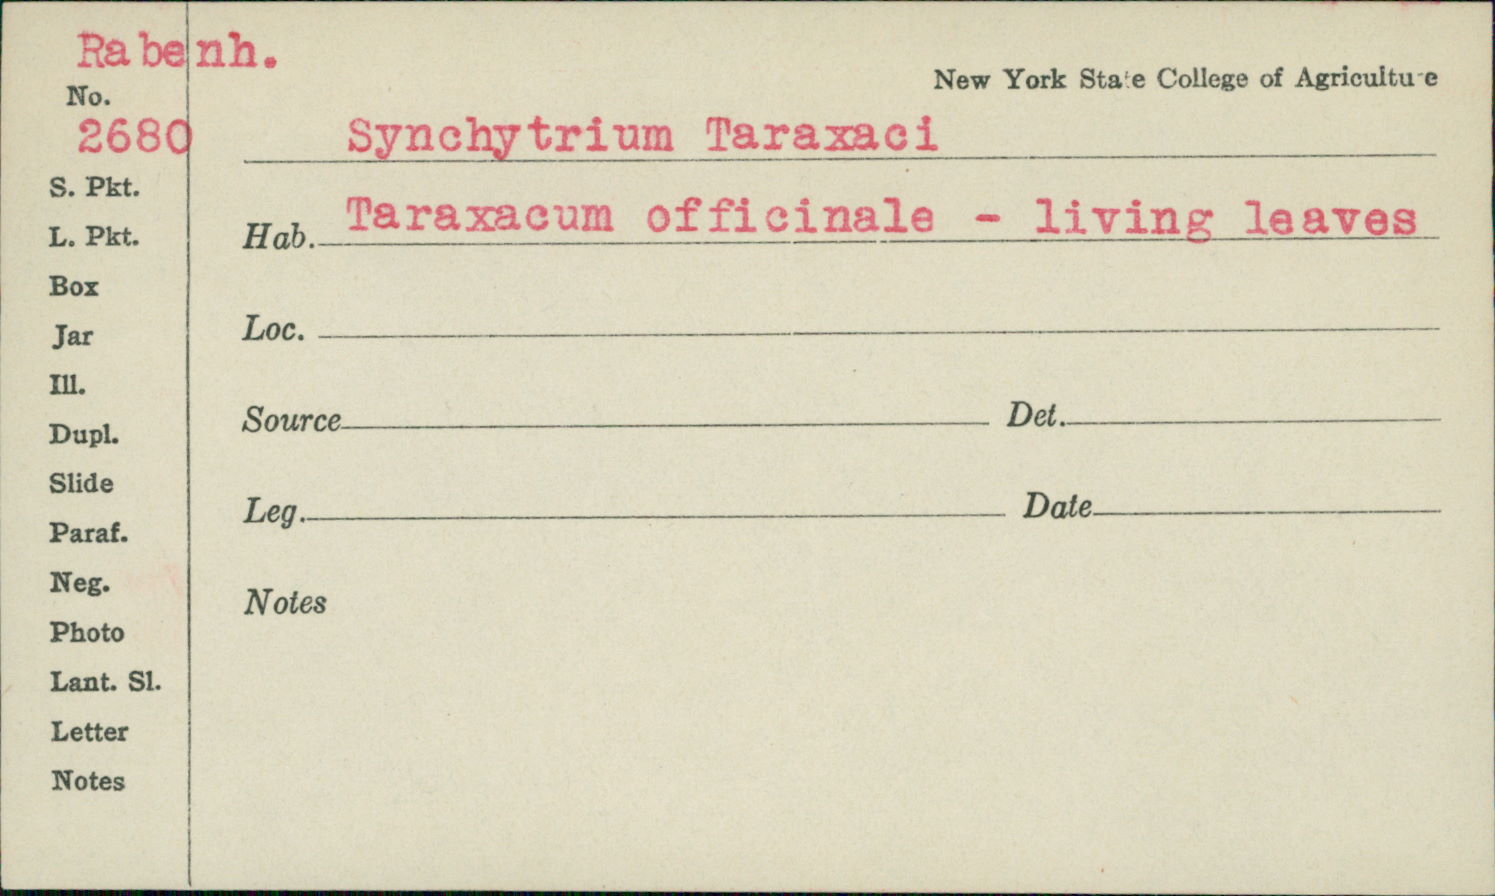 Rabenh.
New York State College of Agriculture
No.
2680
Synchytrium Taraxaci
S. Pkt.
Hab. Taraxacum officinale - living leaves
L. Pkt.
Box
Loc.
Jar
Ill.
Source Det.
Dupl.
Slide
Leg. Date
Paraf.
Neg.
Notes
Photo
Lant. Sl.
Letter
Notes